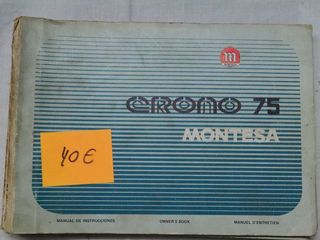 m
CRONO 75
MONTESA
40 €
MANUAL DE INSTRUCCIONES OWNER'S BOOK MANUEL D'ENTRETIEN